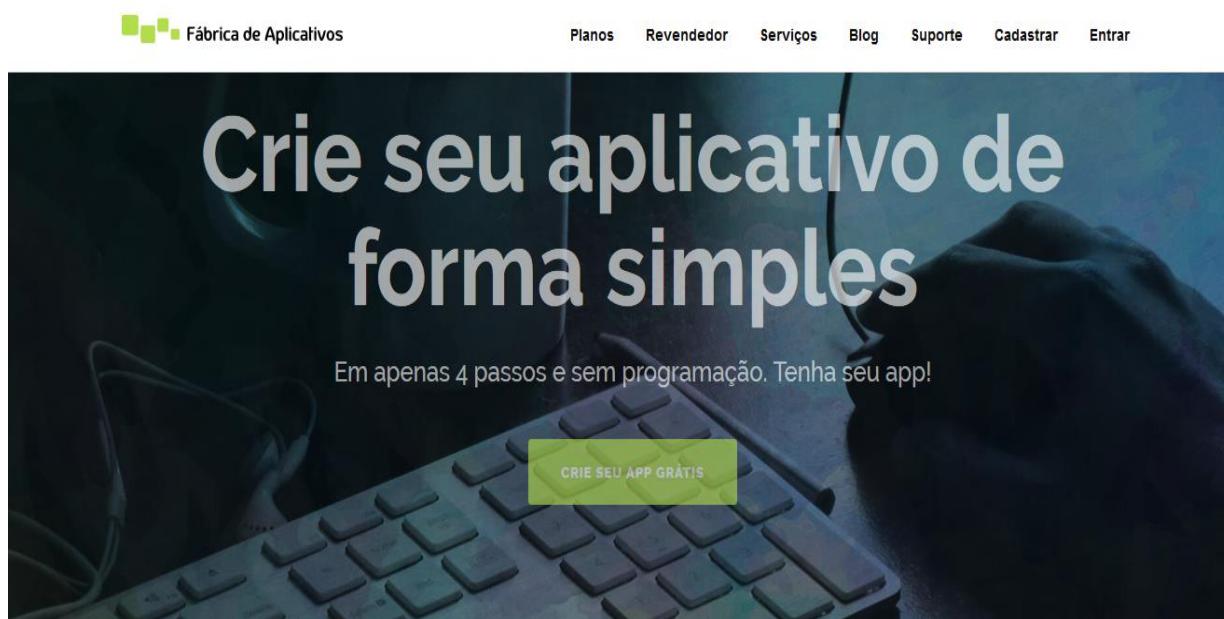 Fábrica de Aplicativos
Planos Revendedor Serviços Blog Suporte Cadastrar Entrar
Crie seu aplicativo de
forma simples
Em apenas 4 passos e sem programação. Tenha seu app!
CRIE SEU APP GRÁTIS